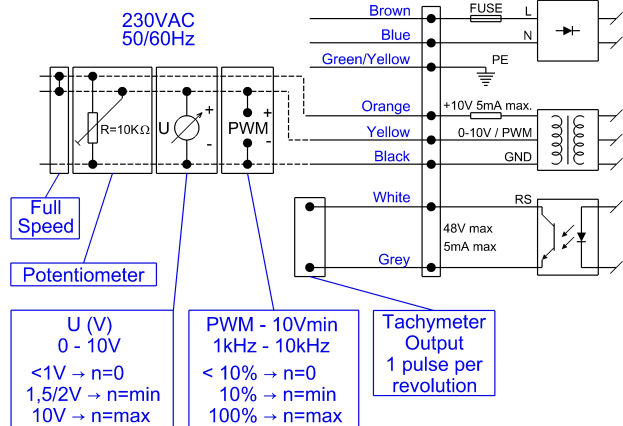 230VAC
50/60Hz
Brown
FUSE
L
Blue
N
Green/Yellow
PE
Orange
+10V 5mA max.
Yellow
0-10V / PWM
Black
GND
R=10KΩ
U
+
-
PWM
+
-
White
RS
48V max
5mA max
Grey
Full
Speed
Potentiometer
U (V)
0 - 10V
<1V → n=0
1,5/2V → n=min
10V → n=max
PWM - 10Vmin
1kHz - 10kHz
< 10% → n=0
10% → n=min
100% → n=max
Tachymeter
Output
1 pulse per
revolution